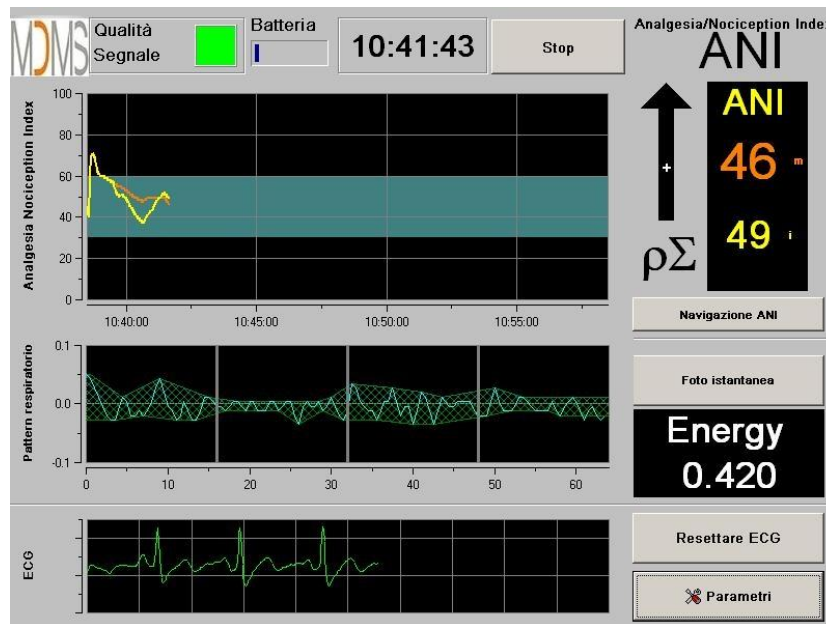 MDMS
Qualità
Segnale
Batteria
10:41:43
Stop
Analgesia/Nociception Inde
ANI
Analgesia Nociception Index
100
80
60
40
20
0
10:40:00
10:45:00
10:50:00
10:55:00
+
ρΣ
ANI
46 m
49 i
Navigazione ANI
Pattern respiratorio
0.1
0.0
-0.1
0
10
20
30
40
50
60
Foto istantanea
Energy
0.420
ECG
Resettare ECG
Parametri